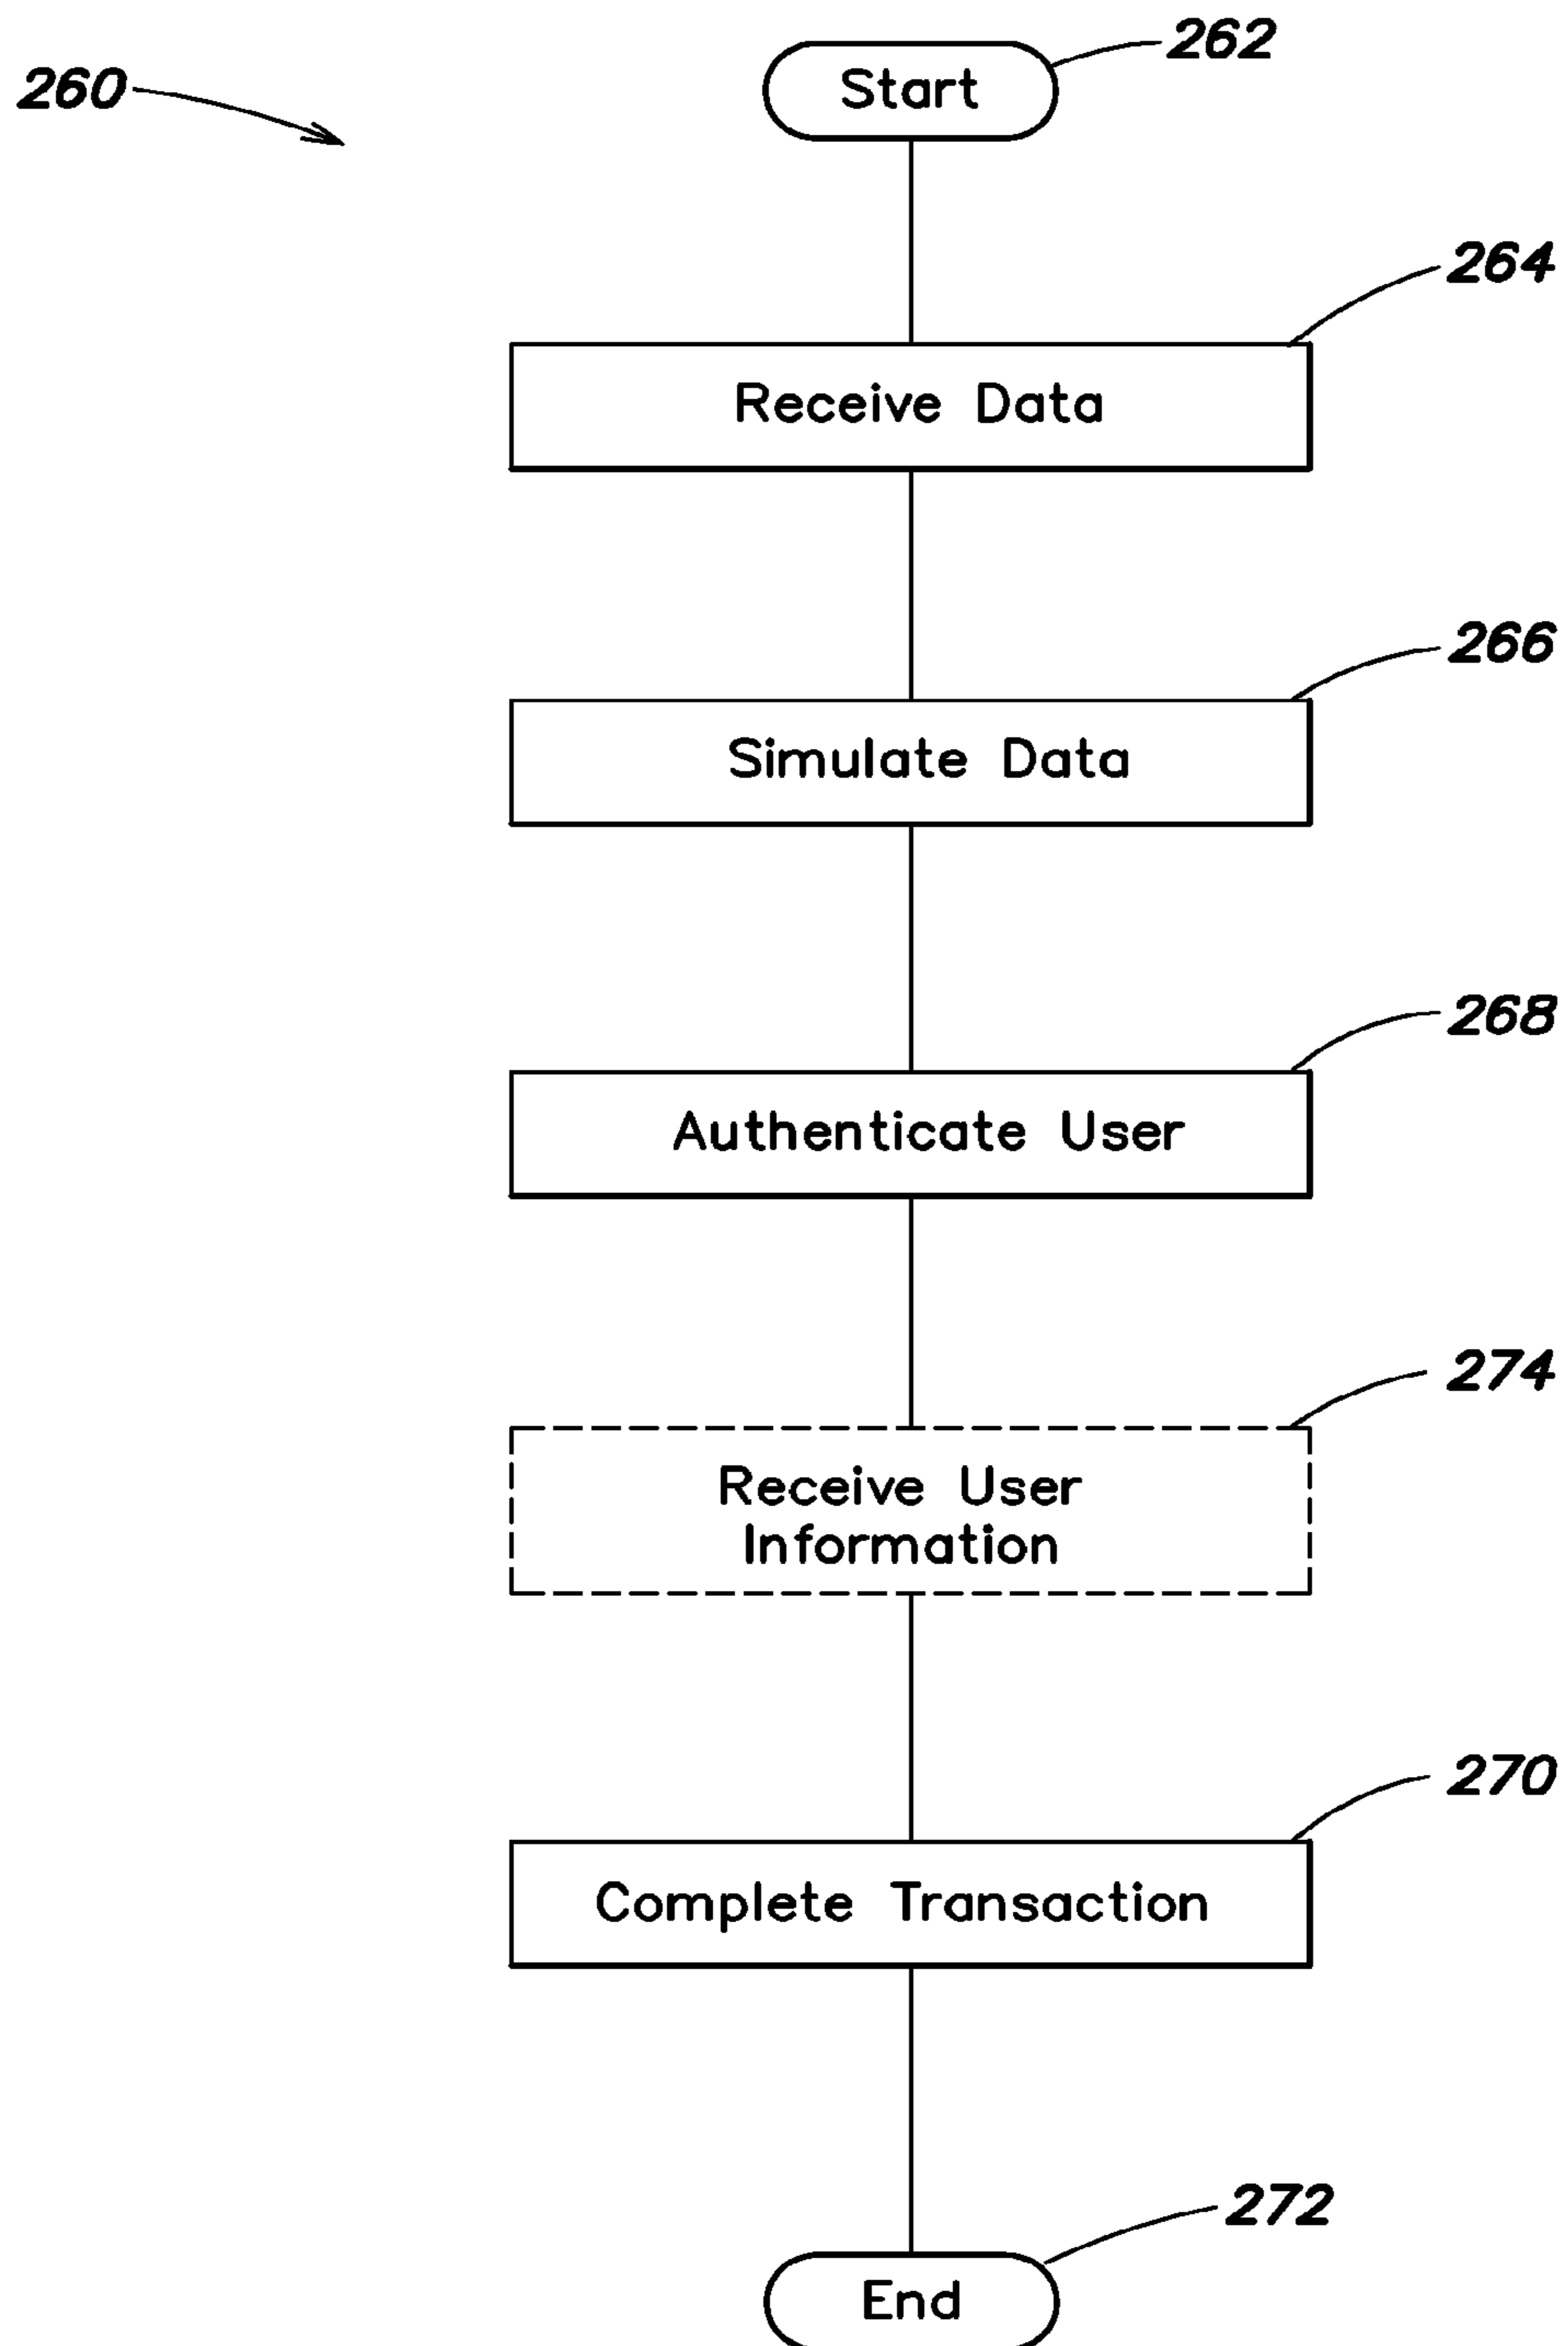 262
Start
260
264
Receive Data
266
Simulate Data
268
Authenticate User
274
Receive User
Information
270
Complete Transaction
272
End